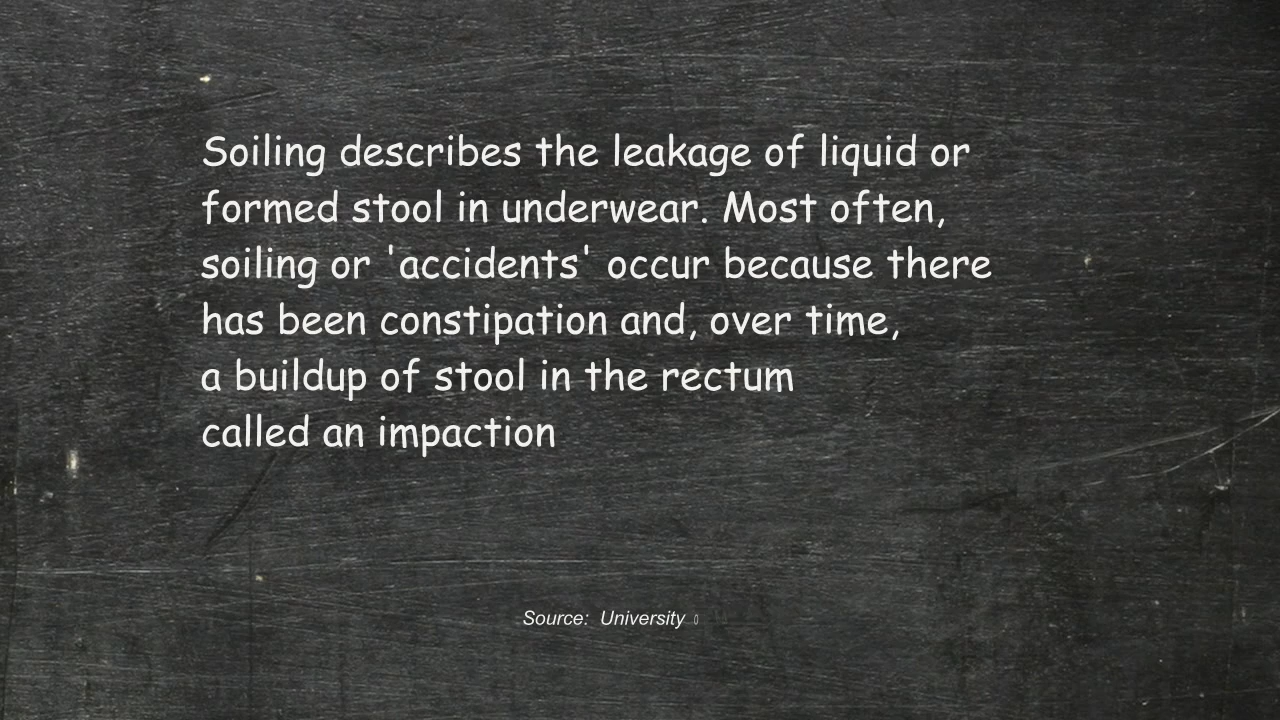 Soiling describes the leakage of liquid or
formed stool in underwear. Most often,
soiling or 'accidents' occur because there
has been constipation and, over time,
a buildup of stool in the rectum
called an impaction
Source: University